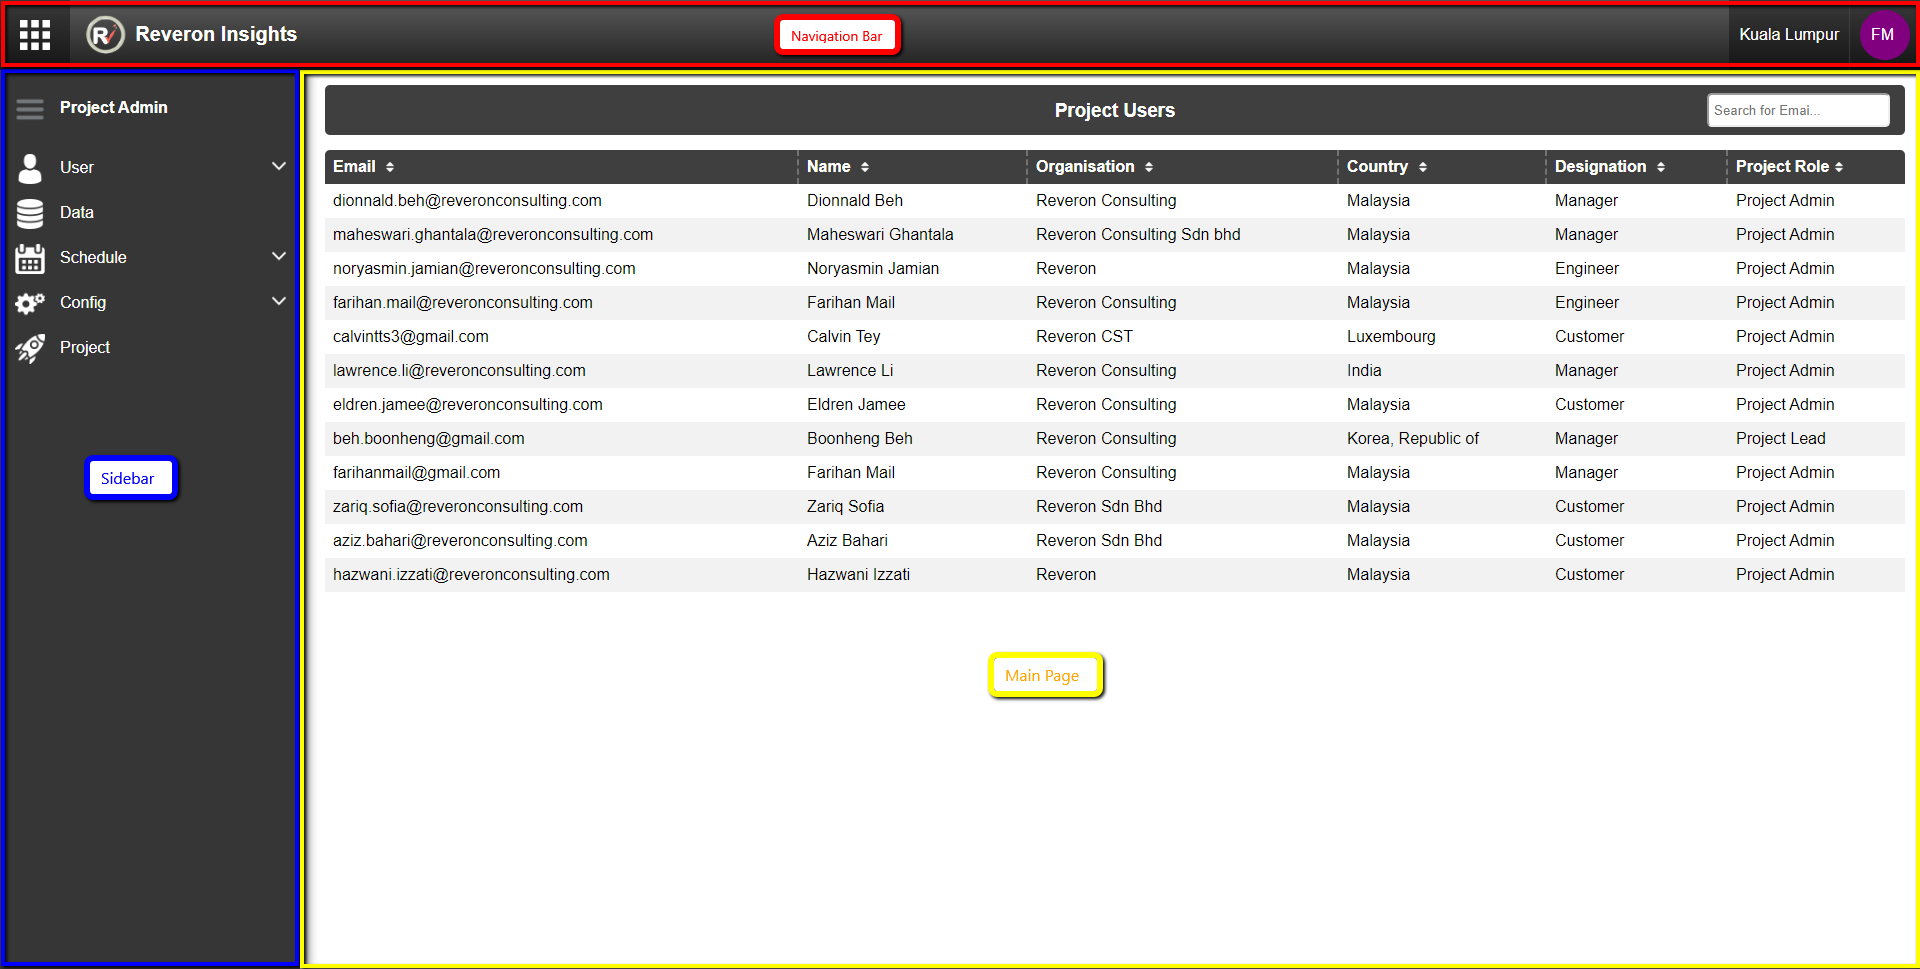 Reveron Insights
Navigation Bar
Kuala Lumpur
FM
Project Admin
User
Data
Schedule
Config
Project
Sidebar
Project Users
Search for Emai...
Email Name Organisation Country Designation Project Role
dionnald.beh@reveronconsulting.com Dionnald Beh Reveron Consulting Malaysia Manager Project Admin
maheswari.ghantala@reveronconsulting.com Maheswari Ghantala Reveron Consulting Sdn bhd Malaysia Manager Project Admin
noryasmin.jamian@reveronconsulting.com Noryasmin Jamian Reveron Malaysia Engineer Project Admin
farihan.mail@reveronconsulting.com Farihan Mail Reveron Consulting Malaysia Engineer Project Admin
calvintts3@gmail.com Calvin Tey Reveron CST Luxembourg Customer Project Admin
lawrence.li@reveronconsulting.com Lawrence Li Reveron Consulting India Manager Project Admin
eldren.jamee@reveronconsulting.com Eldren Jamee Reveron Consulting Malaysia Customer Project Admin
beh.boonheng@gmail.com Boonheng Beh Reveron Consulting Korea, Republic of Manager Project Lead
farihanmail@gmail.com Farihan Mail Reveron Consulting Malaysia Manager Project Admin
zariq.sofia@reveronconsulting.com Zariq Sofia Reveron Sdn Bhd Malaysia Customer Project Admin
aziz.bahari@reveronconsulting.com Aziz Bahari Reveron Sdn Bhd Malaysia Customer Project Admin
hazwani.izzati@reveronconsulting.com Hazwani Izzati Reveron Malaysia Customer Project Admin
Main Page